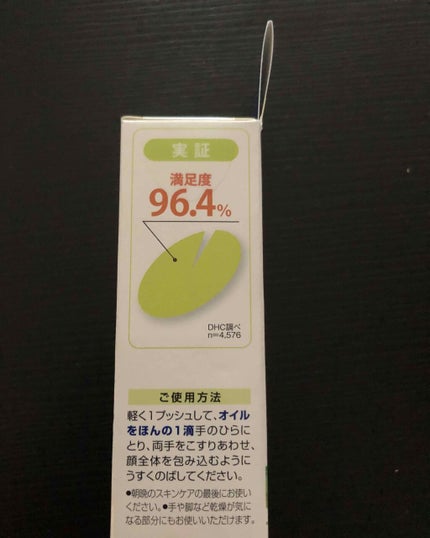 実証
満足度
96.4%
DHC調べ
n=4,576
ご使用方法
軽く1プッシュして、オイル
をほんの1滴手のひらに
とり、両手をこすりあわせ、
顔全体を包み込むように
うすくのばしてください。
●朝晩のスキンケアの最後にお使い
ください。●手や脚など乾燥が気に
なる部分にもお使いいただけます。